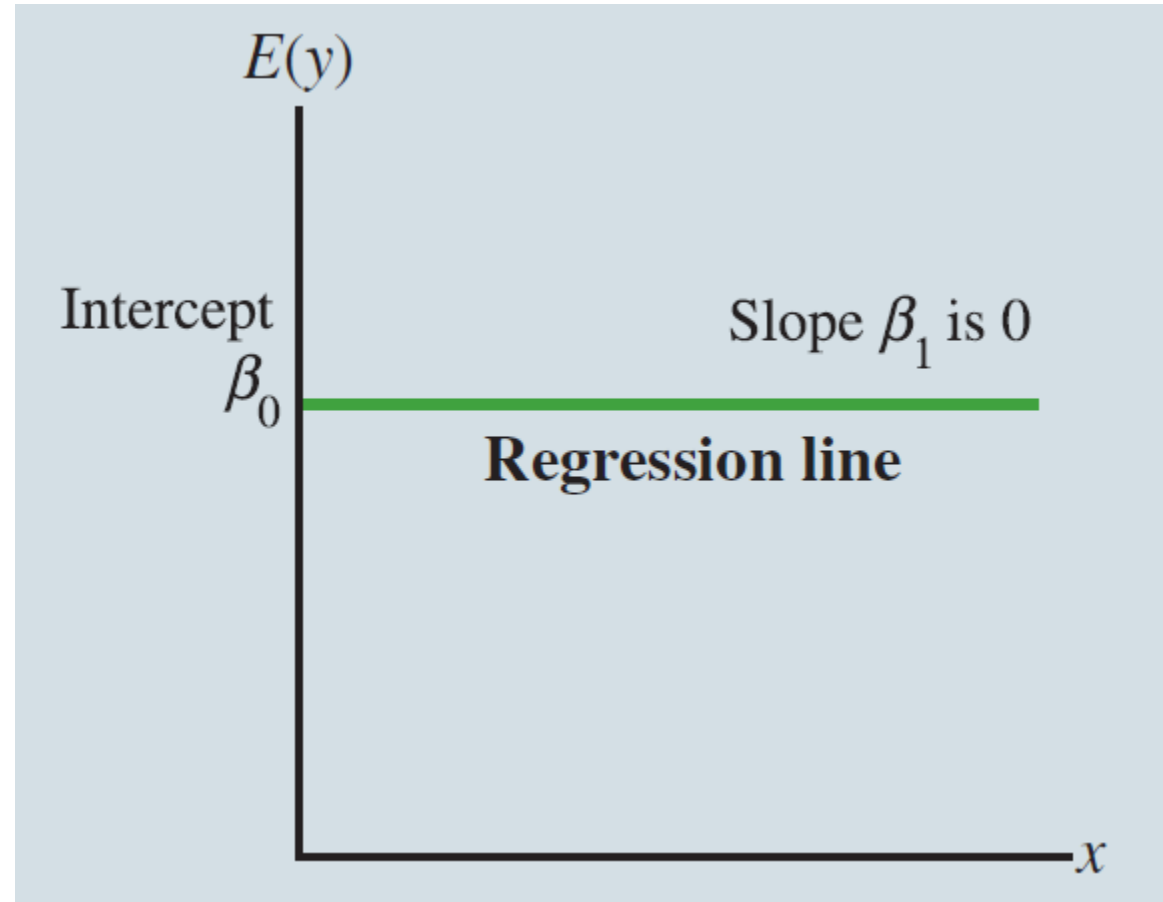 E(y)
Intercept
β₀
Slope β₁ is 0
Regression line
x